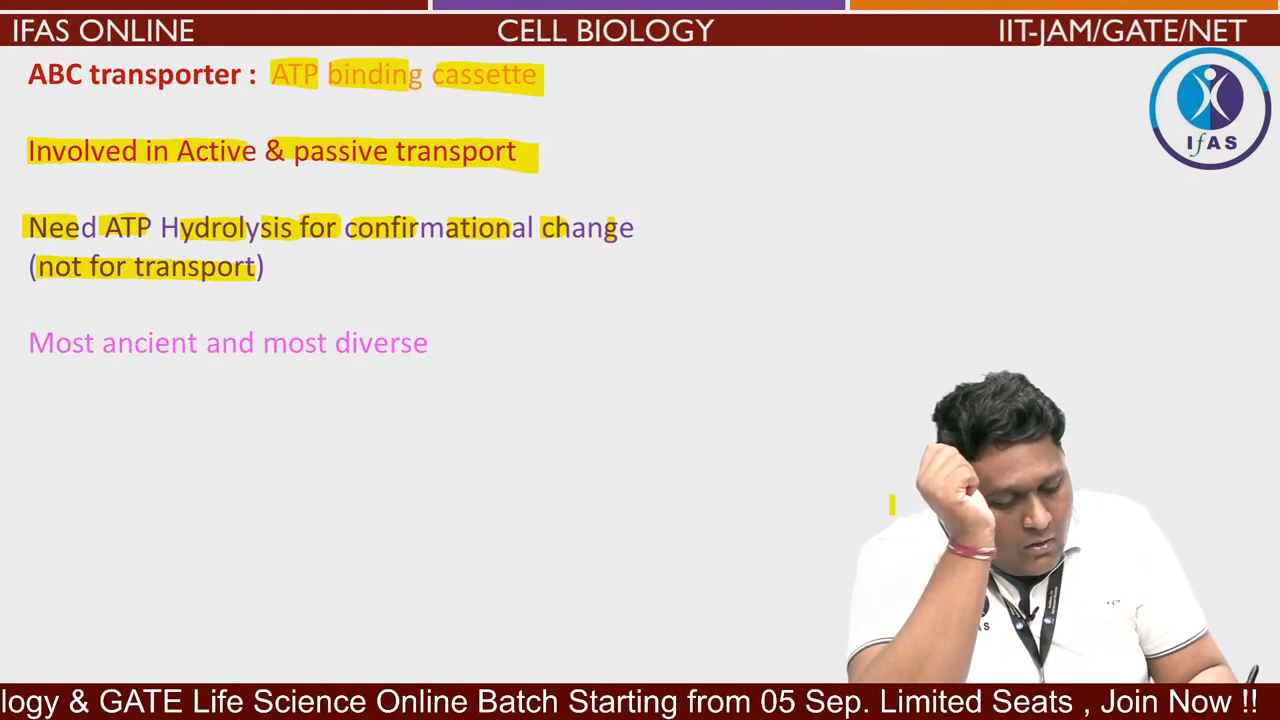 IFAS ONLINE
CELL BIOLOGY
IIT-JAM/GATE/NET
ABC transporter : ATP binding cassette
IfAS
Involved in Active & passive transport
Need ATP Hydrolysis for confirmational change
(not for transport)
Most ancient and most diverse
logy & GATE Life Science Online Batch Starting from 05 Sep. Limited Seats , Join Now !!